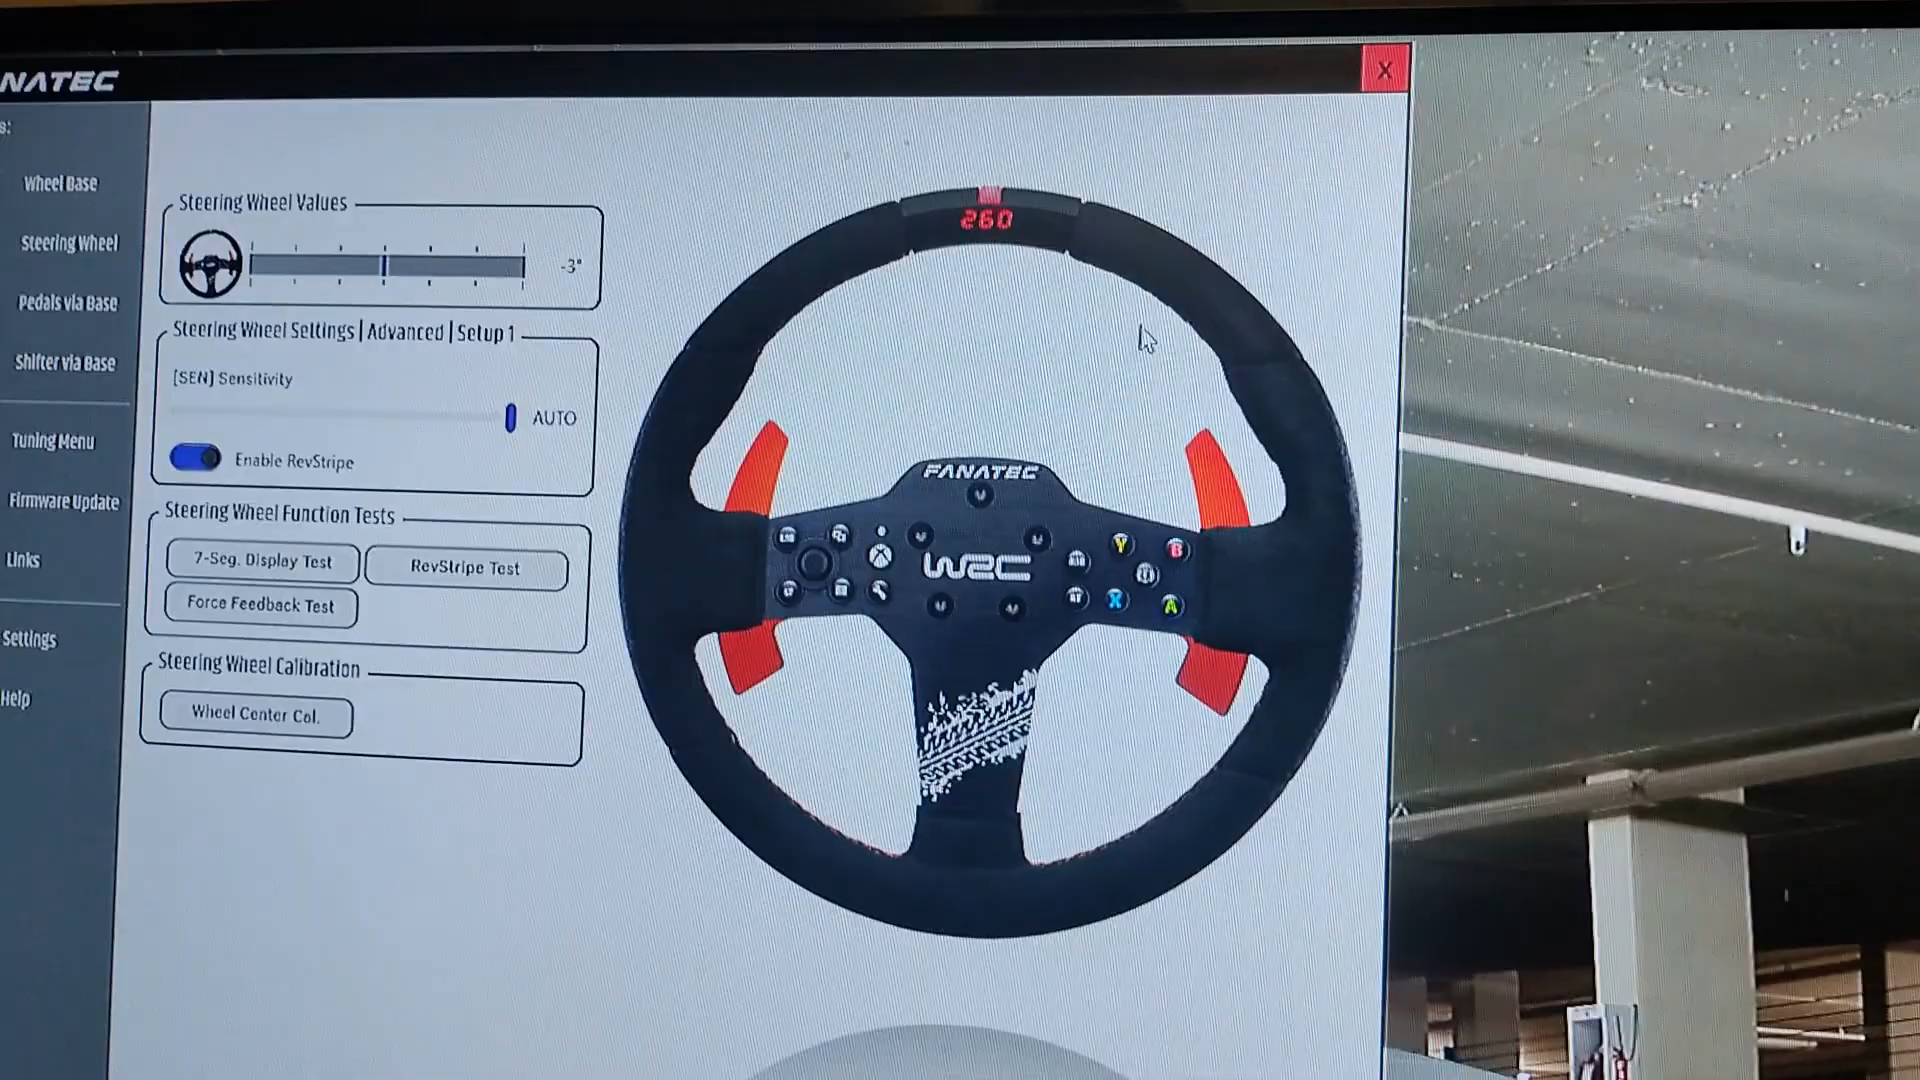 NATEC
X
s:
Wheel Base
Steering Wheel
Pedals via Base
Shifter via Base
Tuning Menu
Firmware Update
Links
Settings
Help
Steering Wheel Values
-3°
Steering Wheel Settings | Advanced | Setup 1
[SEN] Sensitivity
AUTO
Enable RevStripe
Steering Wheel Function Tests
7-Seg. Display Test
RevStripe Test
Force Feedback Test
Steering Wheel Calibration
Wheel Center Cal.
260
FANATEC
WRC
Y
B
X
A